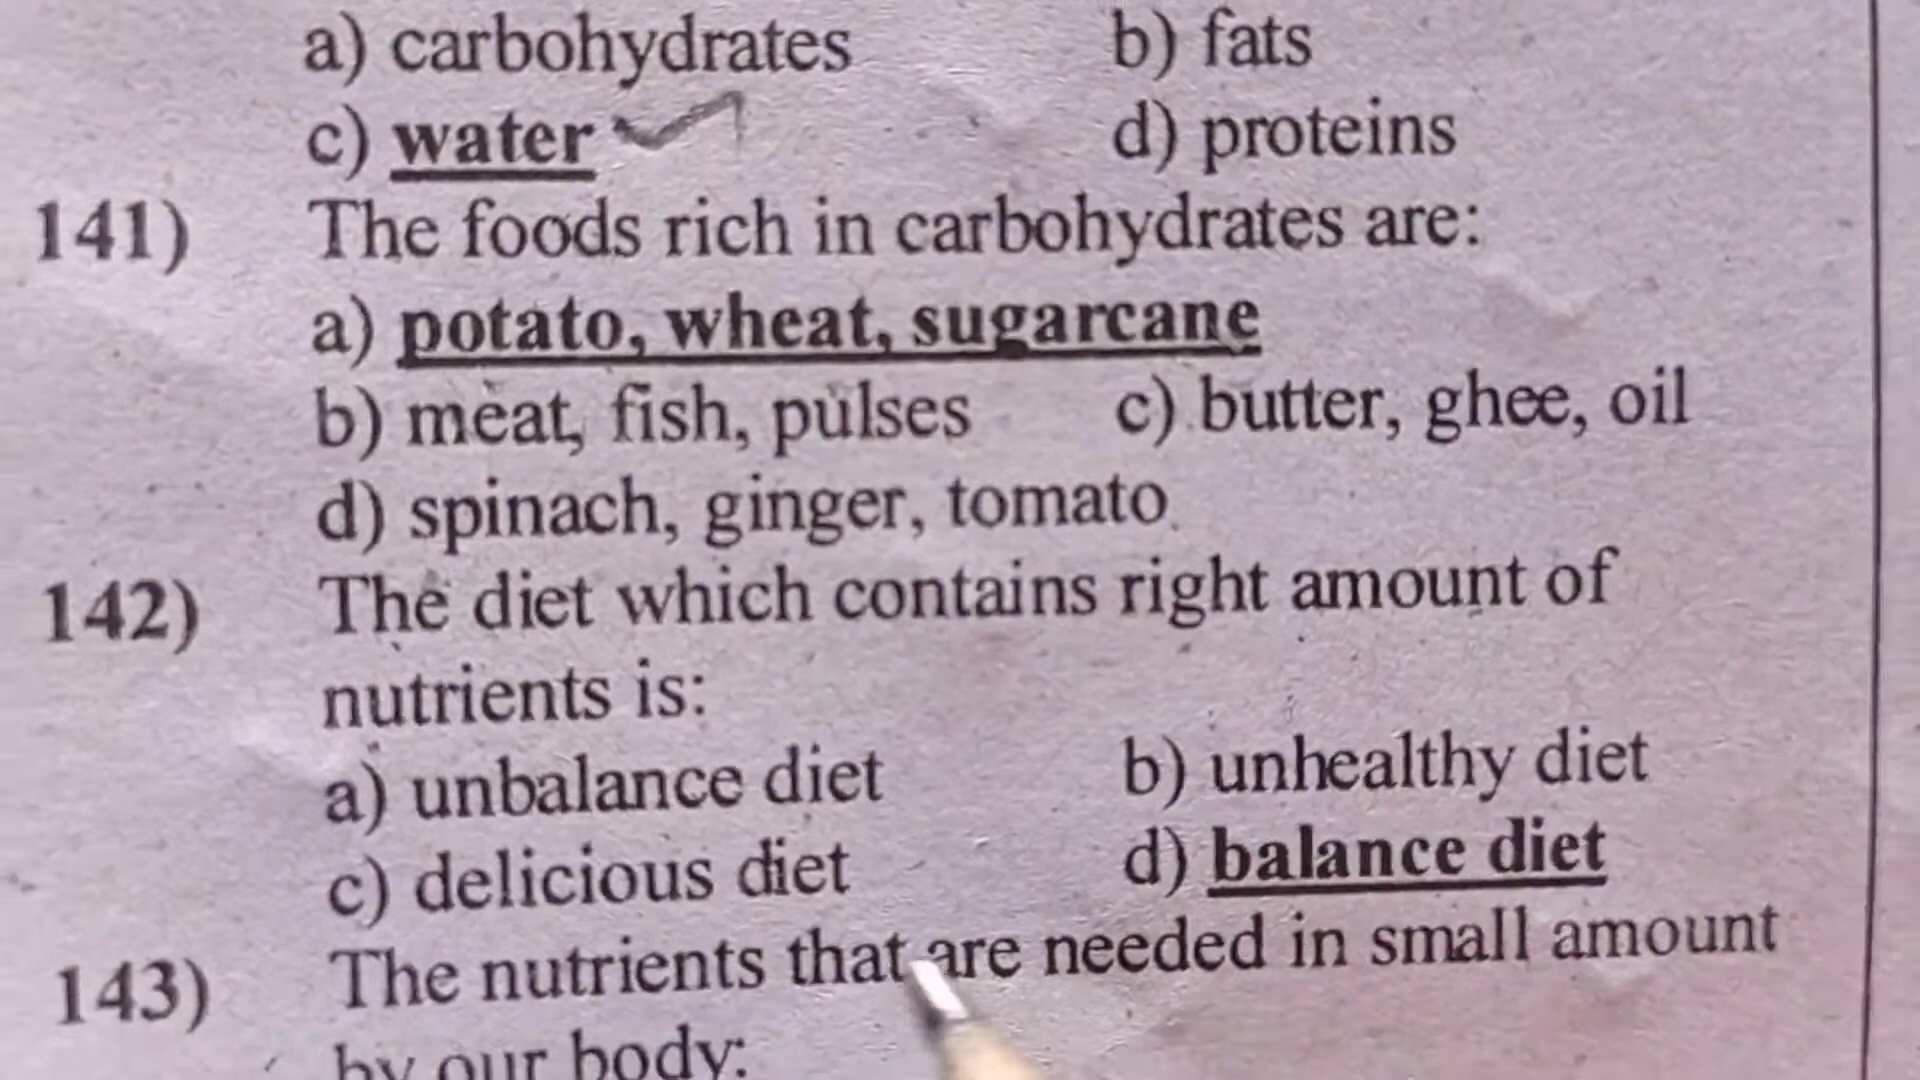 a) carbohydrates b) fats
c) water d) proteins
141) The foods rich in carbohydrates are:
a) potato, wheat, sugarcane
b) meat, fish, pulses c) butter, ghee, oil
d) spinach, ginger, tomato
142) The diet which contains right amount of
nutrients is:
a) unbalance diet b) unhealthy diet
c) delicious diet d) balance diet
143) The nutrients that are needed in small amount
by our body: